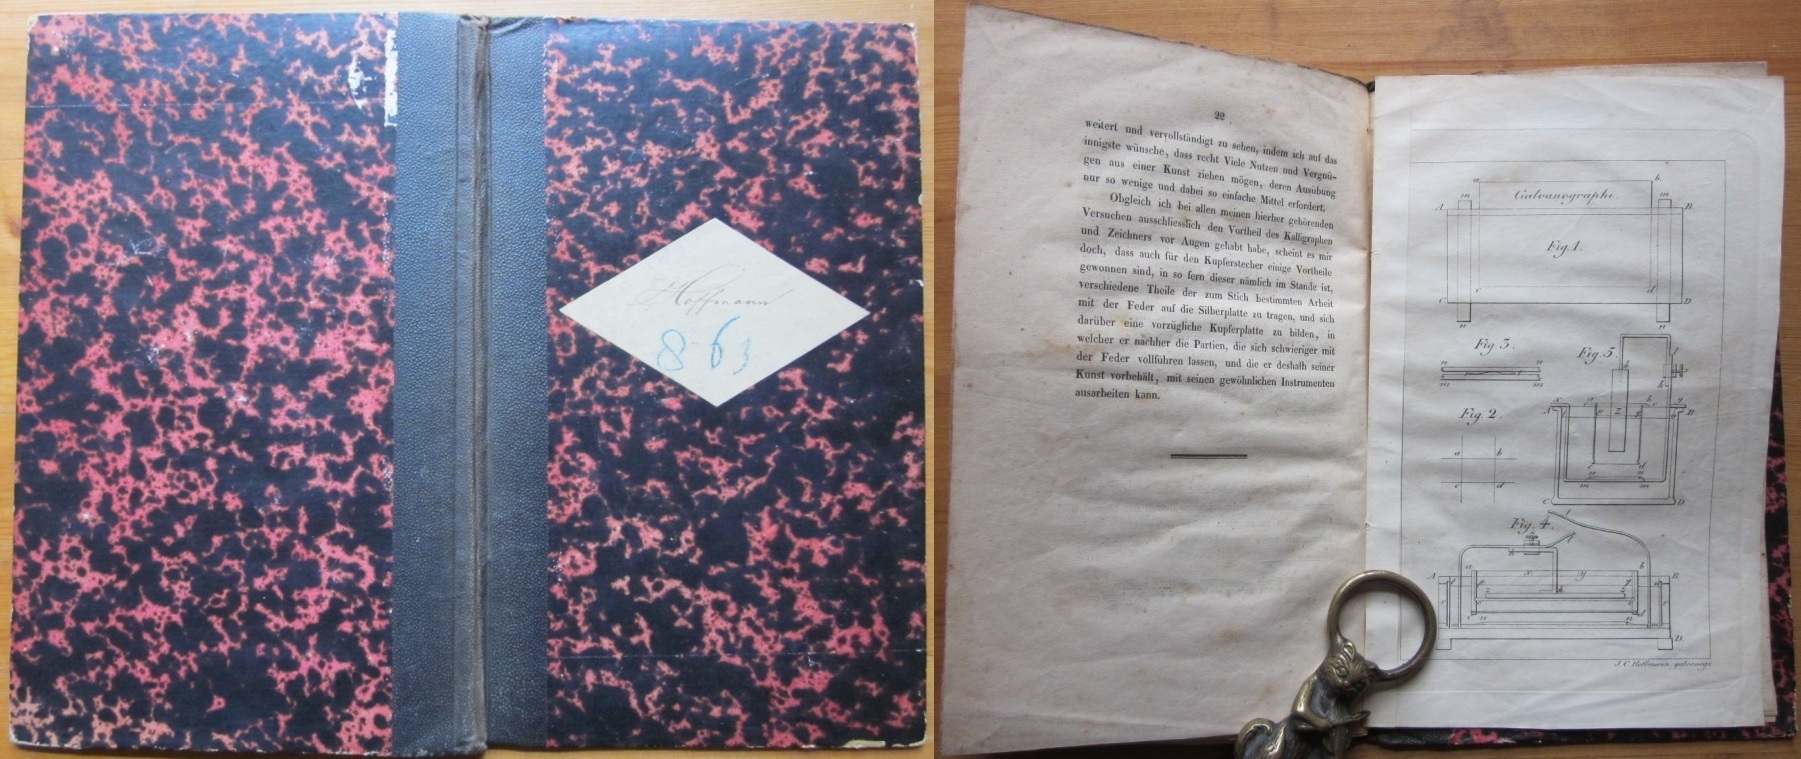 Hoffmann
863
22
weitert und vervollständigt zu sehen, indem ich auf das
innigste wünsche, dass recht Viele Nutzen und Vergnü-
gen aus einer Kunst ziehen mögen, deren Ausübung
nur so wenige und dabei so einfache Mittel erfordert.
Obgleich ich bei allen meinen hierher gehörenden
Versuchen ausschliesslich den Vortheil des Kalligraphen
und Zeichners vor Augen gehabt habe, scheint es mir
doch, dass auch für den Kupferstecher einige Vortheile
gewonnen sind, in so fern dieser nämlich im Stande ist,
verschiedene Theile der zum Stich bestimmten Arbeit
mit der Feder auf die Silberplatte zu tragen, und sich
darüber eine vorzügliche Kupferplatte zu bilden, in
welcher er nachher die Partien, die sich schwieriger mit
der Feder vollführen lassen, und die er deshalb seiner
Kunst vorbehält, mit seinen gewöhnlichen Instrumenten
ausarbeiten kann.
a b
m m
Galvanographi.
A B
Fig. 1.
c d
C D
n n
Fig. 3.
n n
m m
Fig. 5.
k
h
x a b y
A B
z
c d
n n
m m
C D
Fig. 2.
a b
c d
Fig. 4.
l
A a x y b B
z z
c d
D
J. C. Hoffmann galvanogr.